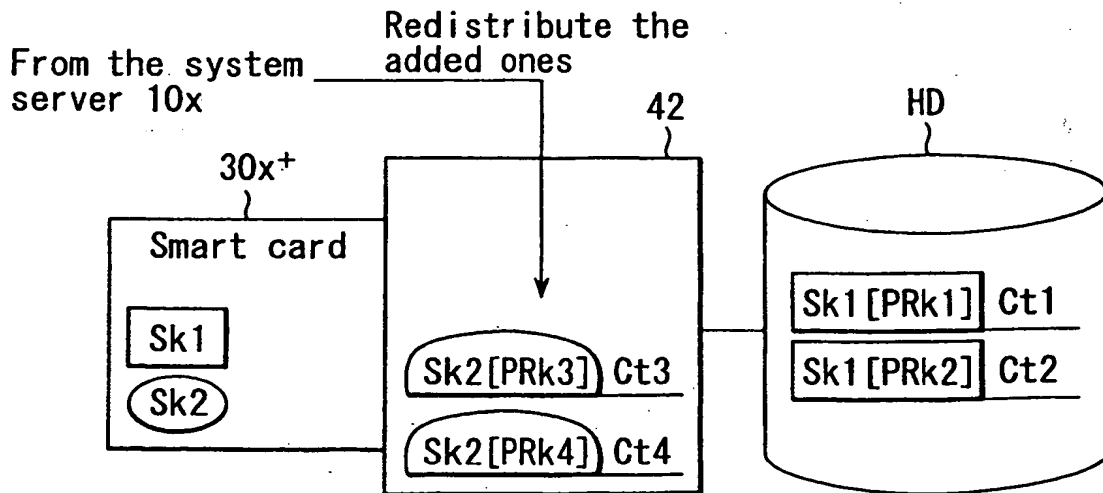 Redistribute the
added ones
From the system
server 10x
42
HD
30x+
Smart card
Sk1
Sk2
Sk2[PRk3] Ct3
Sk2[PRk4] Ct4
Sk1[PRk1] Ct1
Sk1[PRk2] Ct2